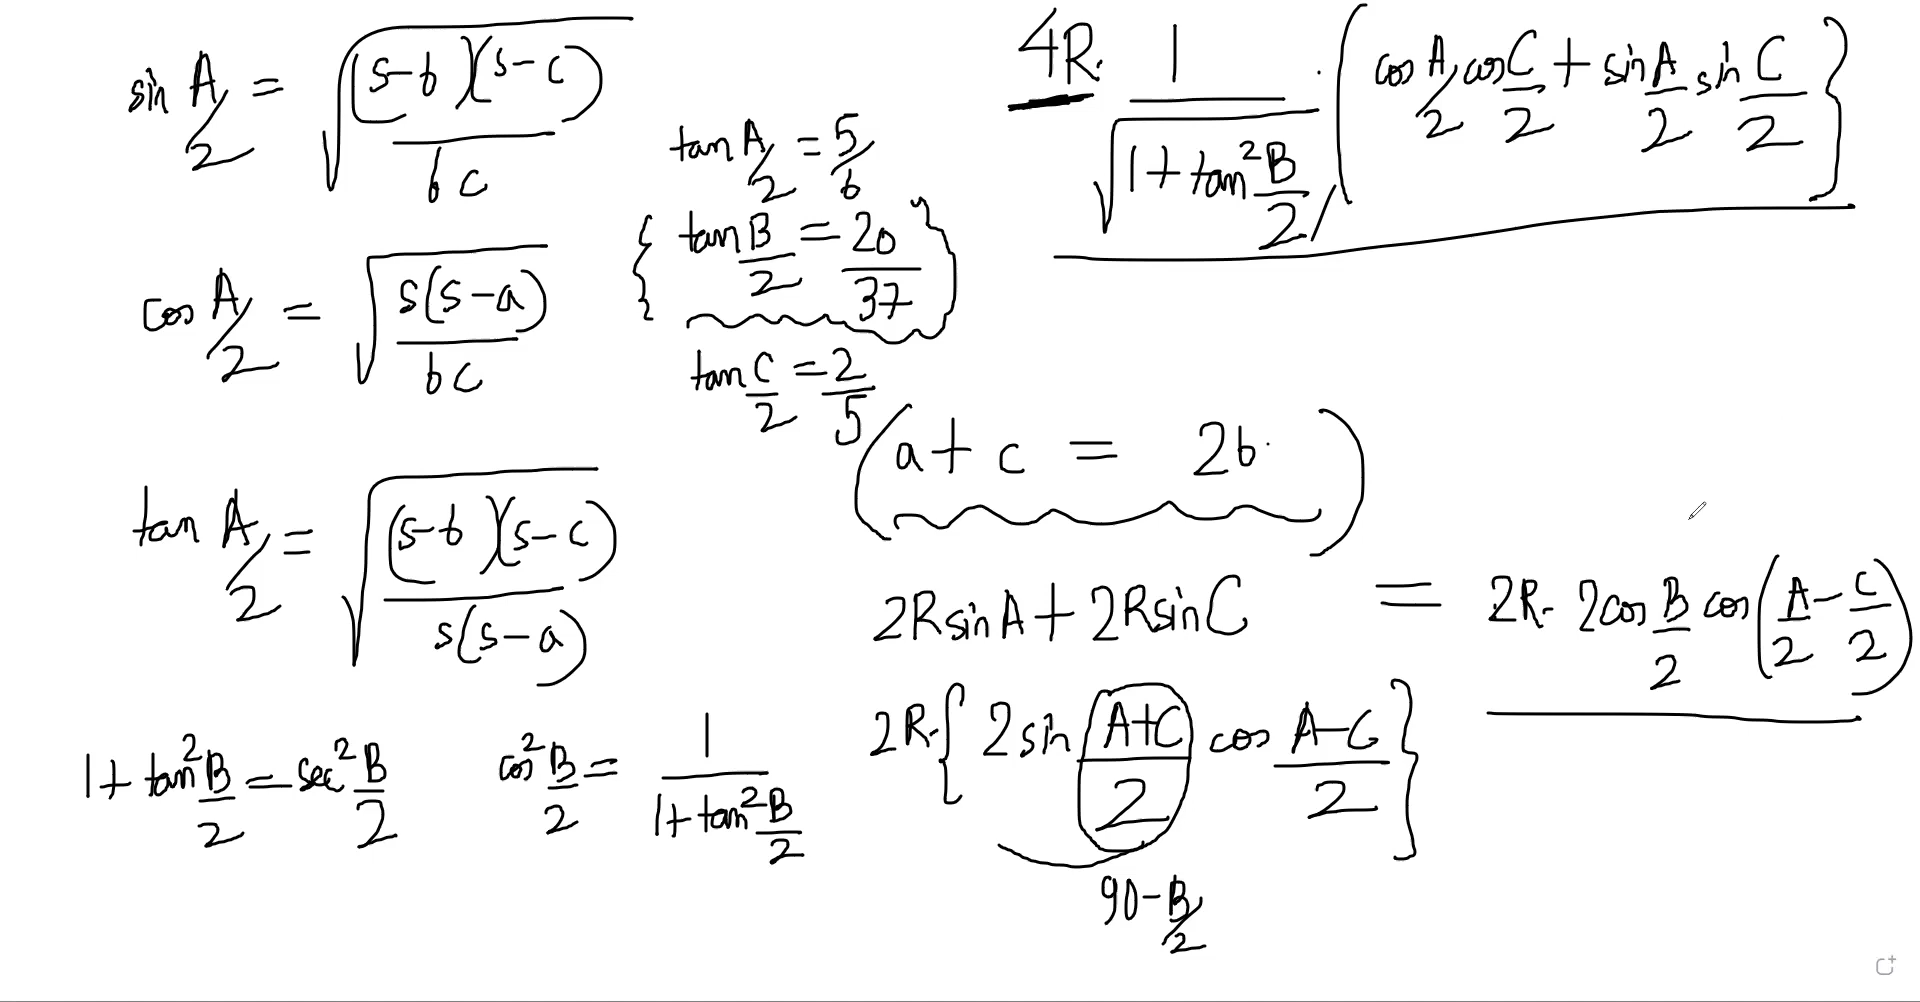 sin A/2 = √((s-b)(s-c)/bc)
cos A/2 = √(s(s-a)/bc)
tan A/2 = √((s-b)(s-c)/s(s-a))
1 + tan² B/2 = sec² B/2
cos² B/2 = 1/(1 + tan² B/2)
tan A/2 = 5/6
{ tan B/2 = 20/37 }
tan C/2 = 2/5
4R. 1/√(1 + tan² B/2) . (cos A/2 cos C/2 + sin A/2 sin C/2}
(a + c = 2b.)
2R sin A + 2R sin C = 2R. 2cos B/2 cos (A/2 - C/2)
2R.{ 2 sin (A+C)/2 cos (A-C)/2 }
90 - B/2